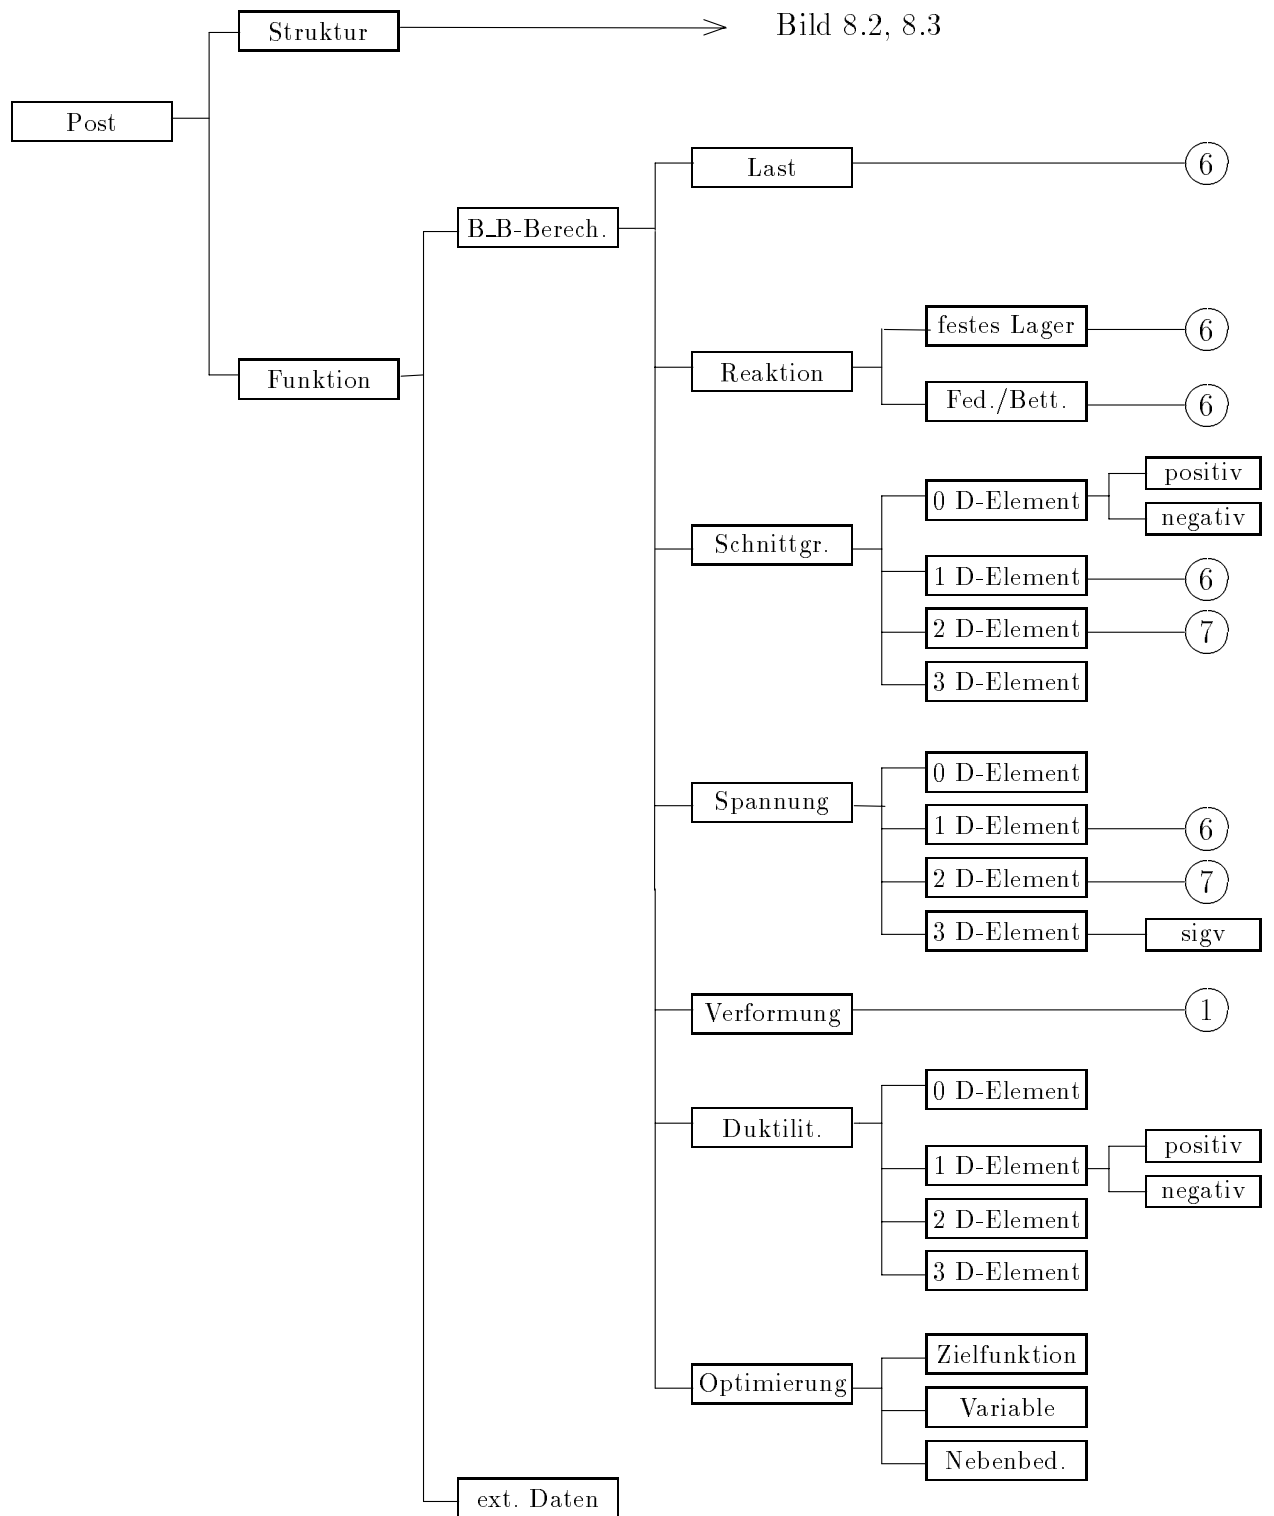 Struktur
Bild 8.2, 8.3
Post
Last
6
B_B-Berech.
festes Lager
6
Reaktion
Funktion
Fed./Bett.
6
positiv
0 D-Element
negativ
Schnittgr.
1 D-Element
6
2 D-Element
7
3 D-Element
0 D-Element
Spannung
1 D-Element
6
2 D-Element
7
3 D-Element
sigv
Verformung
1
0 D-Element
Duktilit.
positiv
1 D-Element
negativ
2 D-Element
3 D-Element
Zielfunktion
Optimierung
Variable
Nebenbed.
ext. Daten